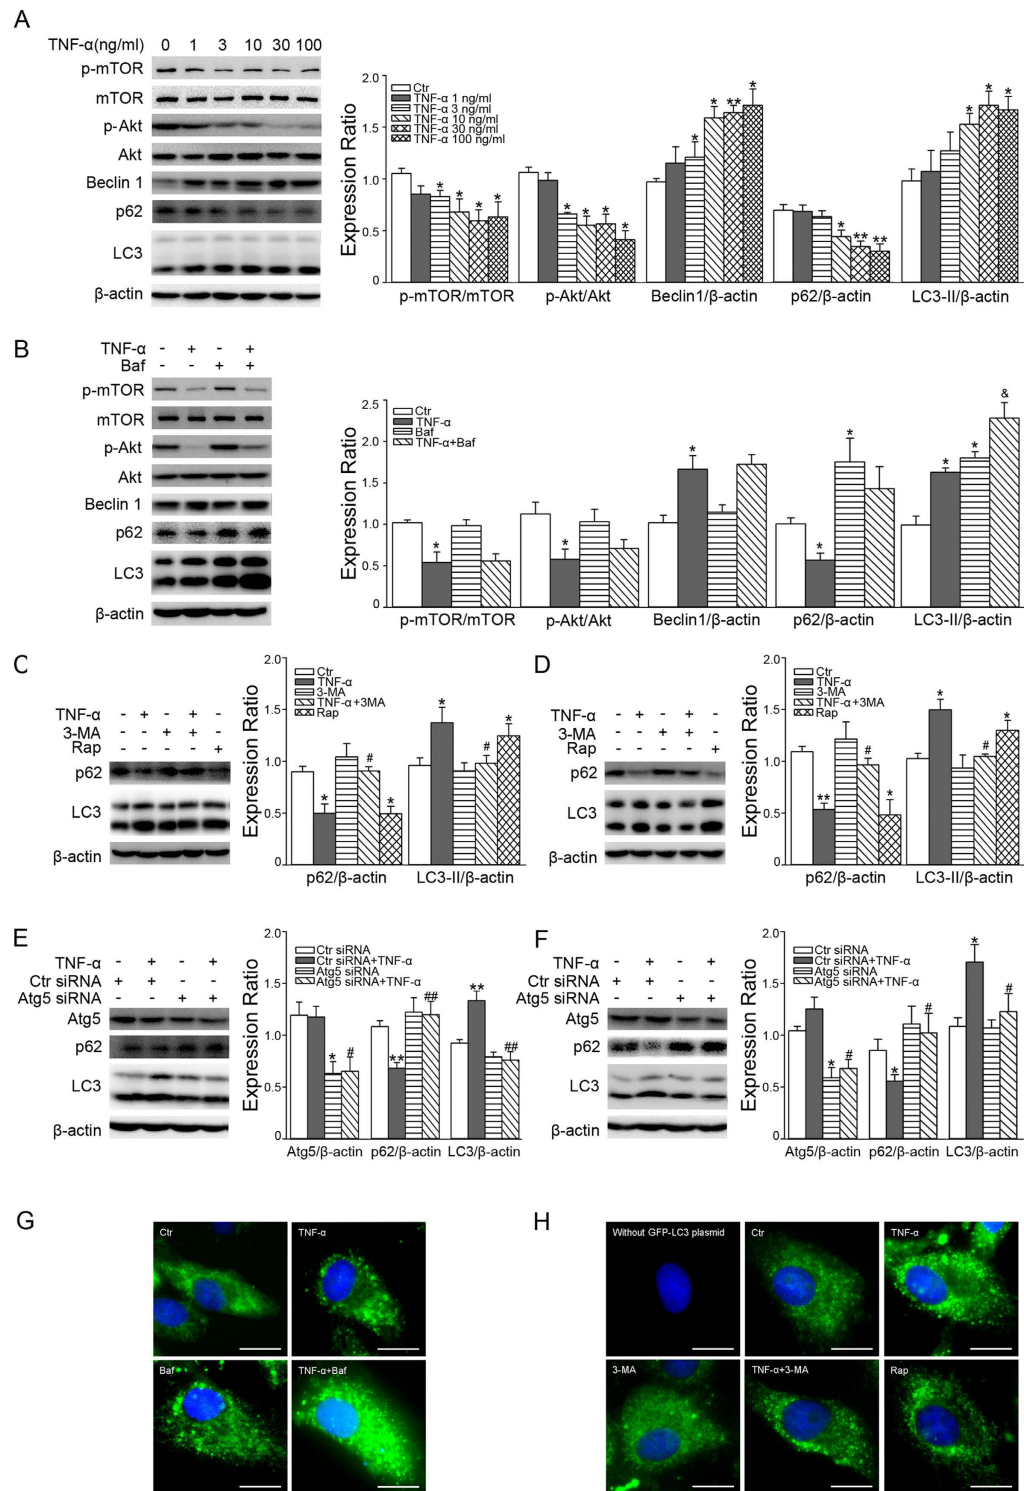 A
TNF-α(ng/ml) 0 1 3 10 30 100
p-mTOR
mTOR
p-Akt
Akt
Beclin 1
p62
LC3
β-actin
Expression Ratio
2.0
1.5
1.0
0.5
0
Ctr
TNF-α 1 ng/ml
TNF-α 3 ng/ml
TNF-α 10 ng/ml
TNF-α 30 ng/ml
TNF-α 100 ng/ml
* * * *
* * * *
* * ** *
* ** **
* * *
p-mTOR/mTOR p-Akt/Akt Beclin1/β-actin p62/β-actin LC3-II/β-actin
B
TNF-α - + - +
Baf - - + +
p-mTOR
mTOR
p-Akt
Akt
Beclin 1
p62
LC3
β-actin
Expression Ratio
2.5
2.0
1.5
1.0
0.5
0
Ctr
TNF-α
Baf
TNF-α+Baf
* * * * * * * &
p-mTOR/mTOR p-Akt/Akt Beclin1/β-actin p62/β-actin LC3-II/β-actin
C
TNF-α - + - + -
3-MA - - + + -
Rap - - - - +
p62
LC3
β-actin
Expression Ratio
2.0
1.5
1.0
0.5
0
Ctr
TNF-α
3-MA
TNF-α+3MA
Rap
* # * * # *
p62/β-actin LC3-II/β-actin
D
TNF-α - + - + -
3-MA - - + + -
Rap - - - - +
p62
LC3
β-actin
Expression Ratio
2.0
1.5
1.0
0.5
0
Ctr
TNF-α
3-MA
TNF-α+3MA
Rap
** # * * # *
p62/β-actin LC3-II/β-actin
E
TNF-α - + - +
Ctr siRNA + + - -
Atg5 siRNA - - + +
Atg5
p62
LC3
β-actin
Expression Ratio
2.0
1.5
1.0
0.5
0
Ctr siRNA
Ctr siRNA+TNF-α
Atg5 siRNA
Atg5 siRNA+TNF-α
* # ** ## ** ##
Atg5/β-actin p62/β-actin LC3/β-actin
F
TNF-α - + - +
Ctr siRNA + + - -
Atg5 siRNA - - + +
Atg5
p62
LC3
β-actin
Expression Ratio
2.0
1.5
1.0
0.5
0
Ctr siRNA
Ctr siRNA+TNF-α
Atg5 siRNA
Atg5 siRNA+TNF-α
* # * # * #
Atg5/β-actin p62/β-actin LC3/β-actin
G
Ctr TNF-α
Baf TNF-α+Baf
H
Without GFP-LC3 plasmid Ctr TNF-α
3-MA TNF-α+3-MA Rap